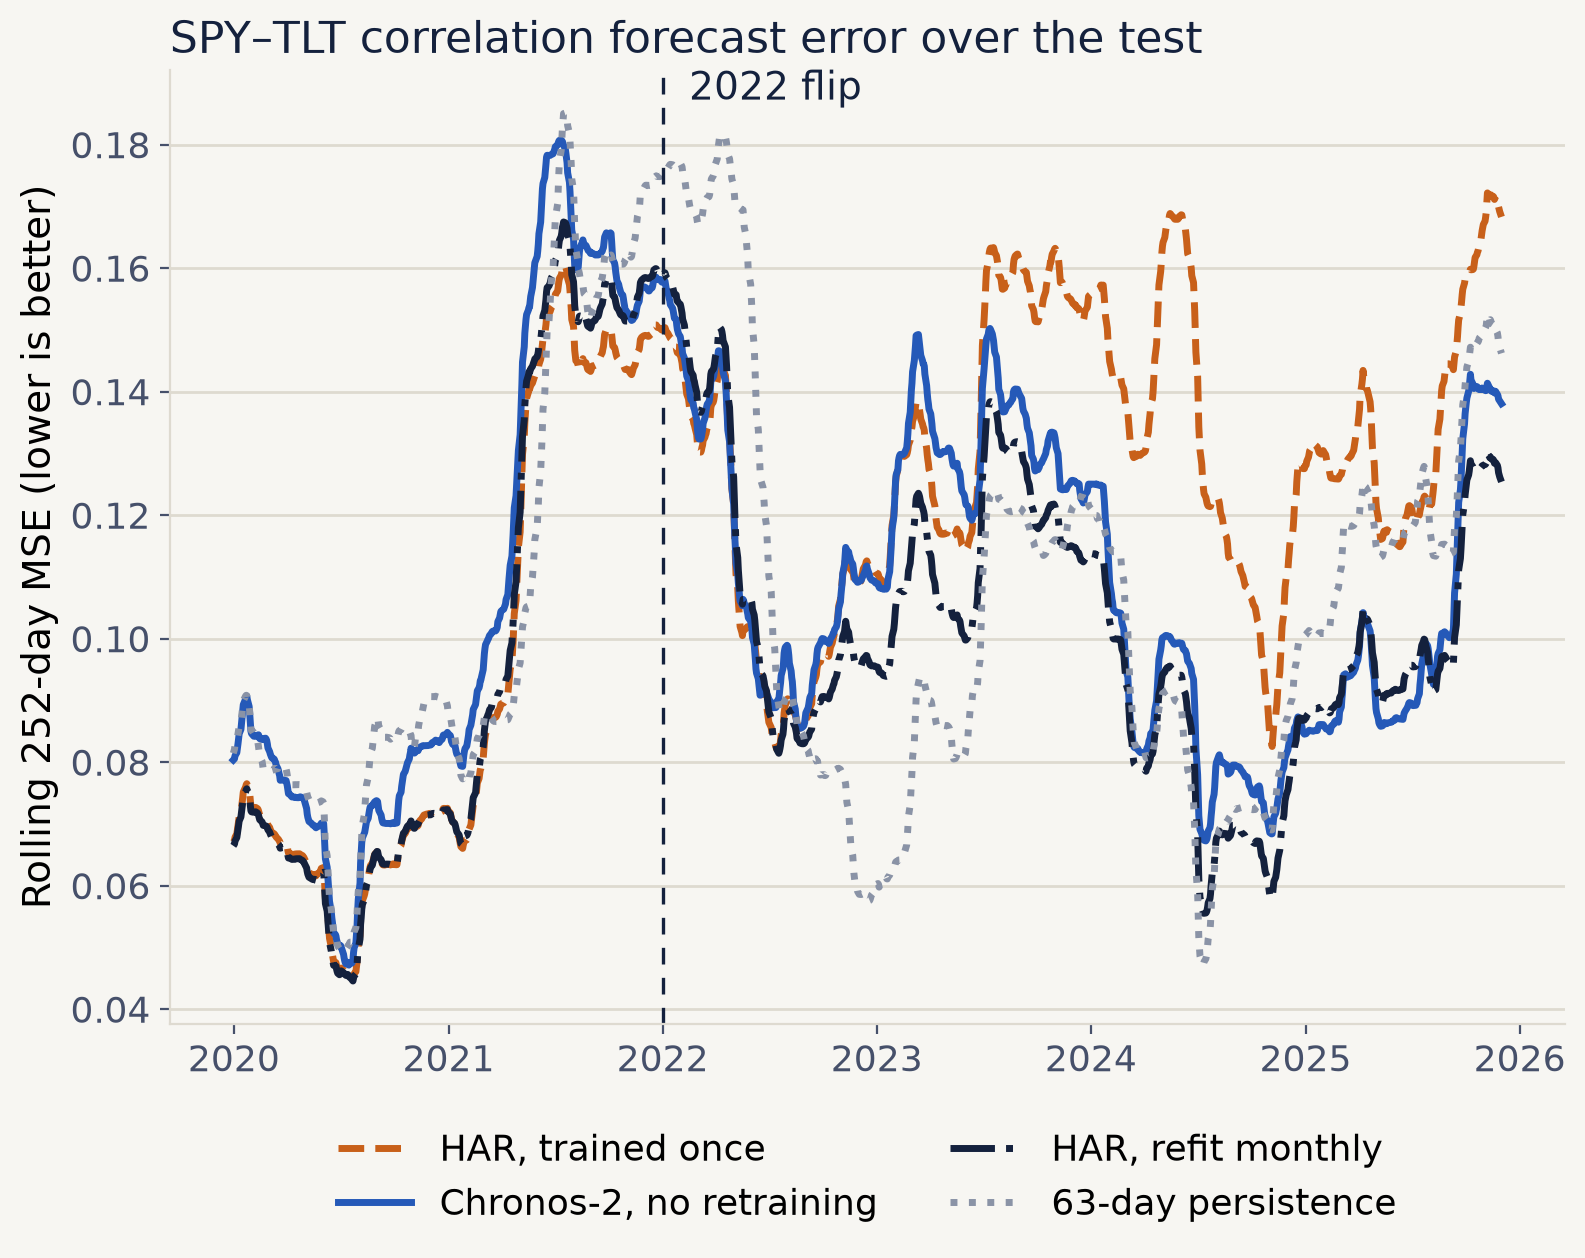 SPY–TLT correlation forecast error over the test
2022 flip
Rolling 252-day MSE (lower is better)
0.18
0.16
0.14
0.12
0.10
0.08
0.06
0.04
2020 2021 2022 2023 2024 2025 2026
HAR, trained once
Chronos-2, no retraining
HAR, refit monthly
63-day persistence